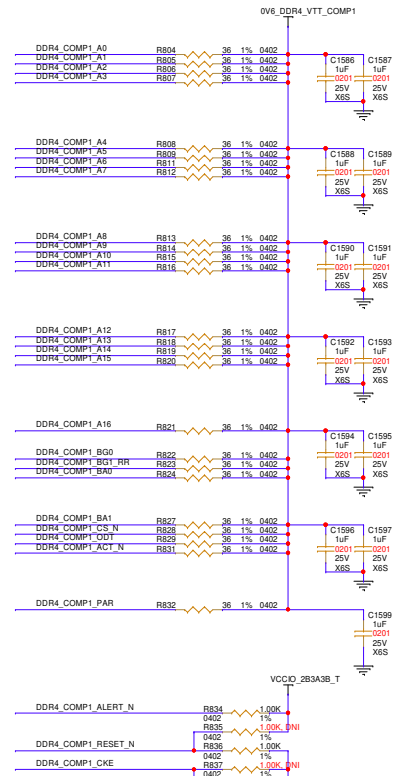 0V6_DDR4_VTT_COMP1
DDR4_COMP1_A0 R804 36 1% 0402
DDR4_COMP1_A1 R805 36 1% 0402
DDR4_COMP1_A2 R806 36 1% 0402
DDR4_COMP1_A3 R807 36 1% 0402
C1586 C1587
1uF 1uF
0201 0201
25V 25V
X6S X6S
DDR4_COMP1_A4 R808 36 1% 0402
DDR4_COMP1_A5 R809 36 1% 0402
DDR4_COMP1_A6 R811 36 1% 0402
DDR4_COMP1_A7 R812 36 1% 0402
C1588 C1589
1uF 1uF
0201 0201
25V 25V
X6S X6S
DDR4_COMP1_A8 R813 36 1% 0402
DDR4_COMP1_A9 R814 36 1% 0402
DDR4_COMP1_A10 R815 36 1% 0402
DDR4_COMP1_A11 R816 36 1% 0402
C1590 C1591
1uF 1uF
0201 0201
25V 25V
X6S X6S
DDR4_COMP1_A12 R817 36 1% 0402
DDR4_COMP1_A13 R818 36 1% 0402
DDR4_COMP1_A14 R819 36 1% 0402
DDR4_COMP1_A15 R820 36 1% 0402
C1592 C1593
1uF 1uF
0201 0201
25V 25V
X6S X6S
DDR4_COMP1_A16 R821 36 1% 0402
DDR4_COMP1_BG0 R822 36 1% 0402
DDR4_COMP1_BG1_RR R823 36 1% 0402
DDR4_COMP1_BA0 R824 36 1% 0402
C1594 C1595
1uF 1uF
0201 0201
25V 25V
X6S X6S
DDR4_COMP1_BA1 R827 36 1% 0402
DDR4_COMP1_CS_N R828 36 1% 0402
DDR4_COMP1_ODT R829 36 1% 0402
DDR4_COMP1_ACT_N R831 36 1% 0402
C1596 C1597
1uF 1uF
0201 0201
25V 25V
X6S X6S
DDR4_COMP1_PAR R832 36 1% 0402
C1599
1uF
0201
25V
X6S
VCCIO_2B3A3B_T
DDR4_COMP1_ALERT_N R834 1.00K
0402 1%
R835 1.00K, DNI
0402 1%
DDR4_COMP1_RESET_N R836 1.00K
0402 1%
DDR4_COMP1_CKE R837 1.00K, DNI
0402 1%